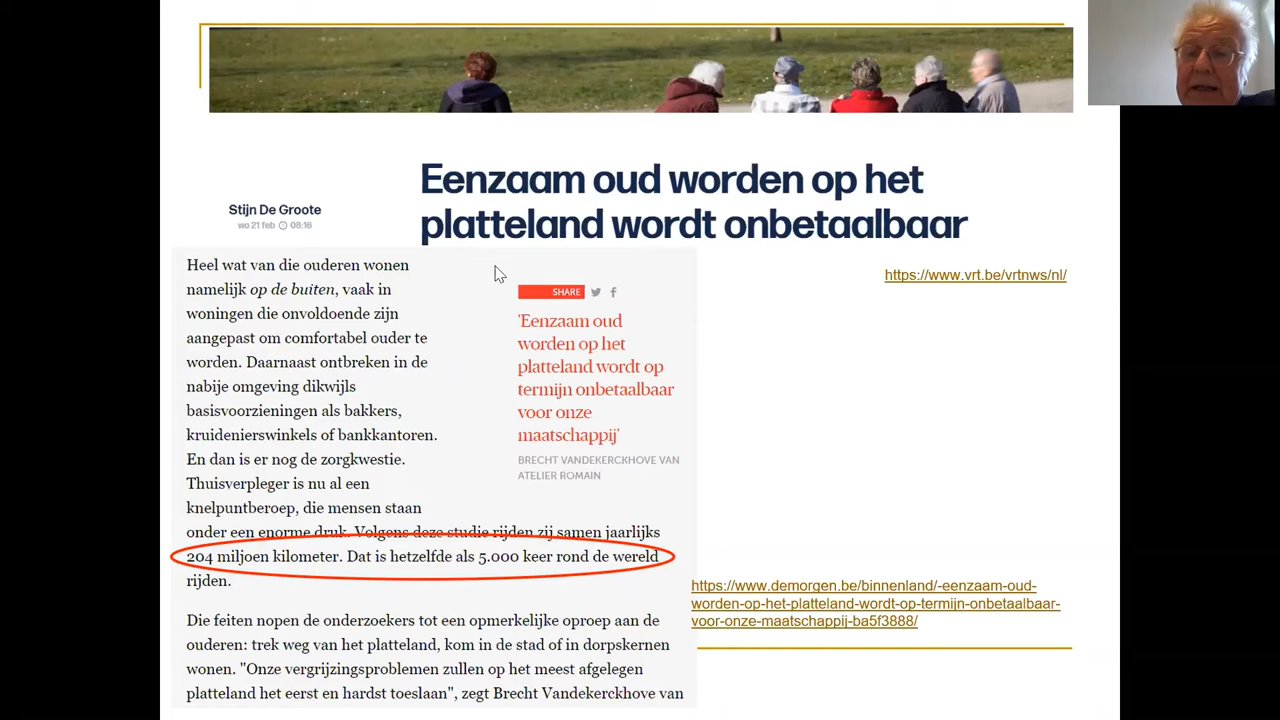 Eenzaam oud worden op het
platteland wordt onbetaalbaar
Stijn De Groote
wo 21 feb 08:16
https://www.vrt.be/vrtnws/nl/
Heel wat van die ouderen wonen
namelijk op de buiten, vaak in
woningen die onvoldoende zijn
aangepast om comfortabel ouder te
worden. Daarnaast ontbreken in de
nabije omgeving dikwijls
basisvoorzieningen als bakkers,
kruidenierswinkels of bankkantoren.
En dan is er nog de zorgkwestie.
Thuisverpleger is nu al een
knelpuntberoep, die mensen staan
onder een enorme druk. Volgens deze studie rijden zij samen jaarlijks
204 miljoen kilometer. Dat is hetzelfde als 5.000 keer rond de wereld
rijden.
SHARE
'Eenzaam oud
worden op het
platteland wordt op
termijn onbetaalbaar
voor onze
maatschappij'
BRECHT VANDEKERCKHOVE VAN
ATELIER ROMAIN
Die feiten nopen de onderzoekers tot een opmerkelijke oproep aan de
ouderen: trek weg van het platteland, kom in de stad of in dorpskernen
wonen. "Onze vergrijzingsproblemen zullen op het meest afgelegen
platteland het eerst en hardst toeslaan", zegt Brecht Vandekerckhove van
https://www.demorgen.be/binnenland/-eenzaam-oud-
worden-op-het-platteland-wordt-op-termijn-onbetaalbaar-
voor-onze-maatschappij-ba5f3888/